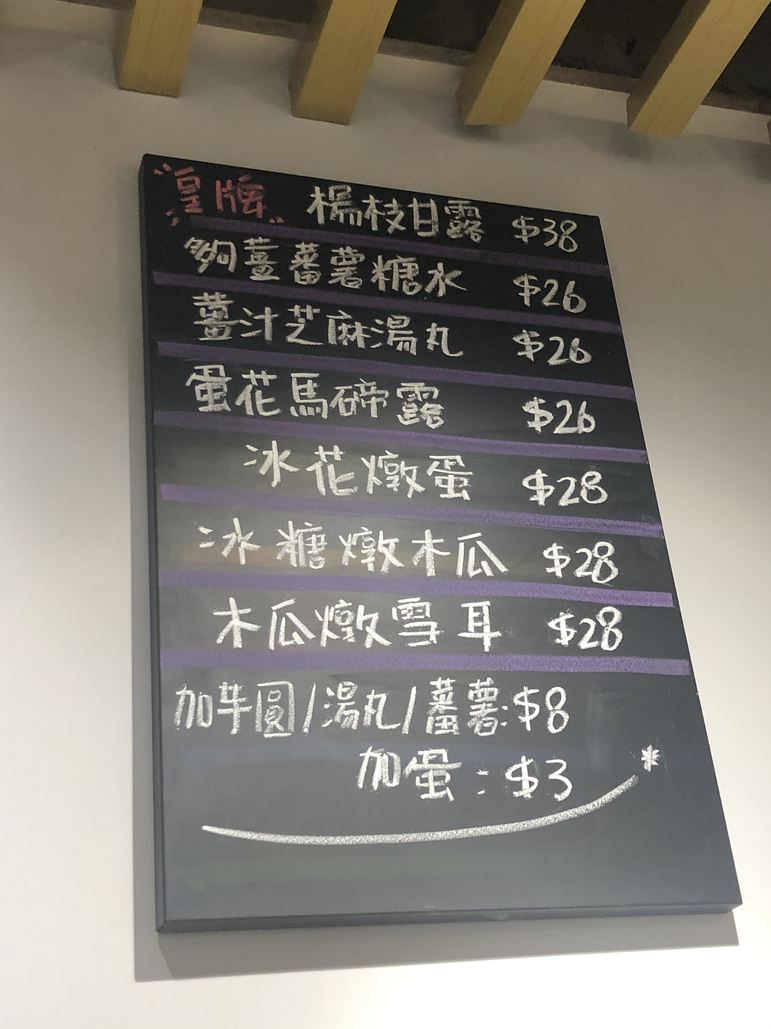 "皇牌" 楊枝甘露 $38
夠薑蕃薯糖水 $26
薑汁芝麻湯丸 $26
蛋花馬碲露 $26
冰花燉蛋 $28
冰糖燉木瓜 $28
木瓜燉雪耳 $28
加芋圓/湯丸/蕃薯:$8
加蛋:$3 *